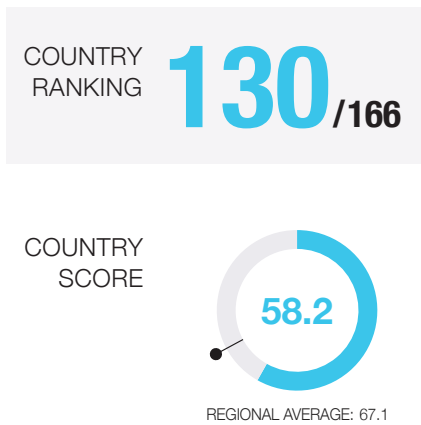 COUNTRY
RANKING
130/166
COUNTRY
SCORE
58.2
REGIONAL AVERAGE: 67.1